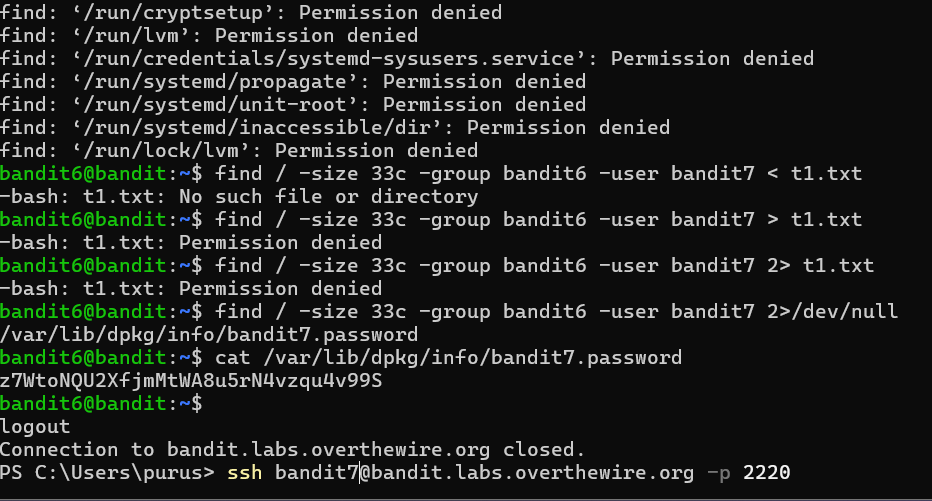 find: ‘/run/cryptsetup’: Permission denied
find: ‘/run/lvm’: Permission denied
find: ‘/run/credentials/systemd-sysusers.service’: Permission denied
find: ‘/run/systemd/propagate’: Permission denied
find: ‘/run/systemd/unit-root’: Permission denied
find: ‘/run/systemd/inaccessible/dir’: Permission denied
find: ‘/run/lock/lvm’: Permission denied
bandit6@bandit:~$ find / -size 33c -group bandit6 -user bandit7 < t1.txt
-bash: t1.txt: No such file or directory
bandit6@bandit:~$ find / -size 33c -group bandit6 -user bandit7 > t1.txt
-bash: t1.txt: Permission denied
bandit6@bandit:~$ find / -size 33c -group bandit6 -user bandit7 2> t1.txt
-bash: t1.txt: Permission denied
bandit6@bandit:~$ find / -size 33c -group bandit6 -user bandit7 2>/dev/null
/var/lib/dpkg/info/bandit7.password
bandit6@bandit:~$ cat /var/lib/dpkg/info/bandit7.password
z7WtoNQU2XfjmMtWA8u5rN4vzqu4v99S
bandit6@bandit:~$
logout
Connection to bandit.labs.overthewire.org closed.
PS C:\Users\purus> ssh bandit7@bandit.labs.overthewire.org -p 2220